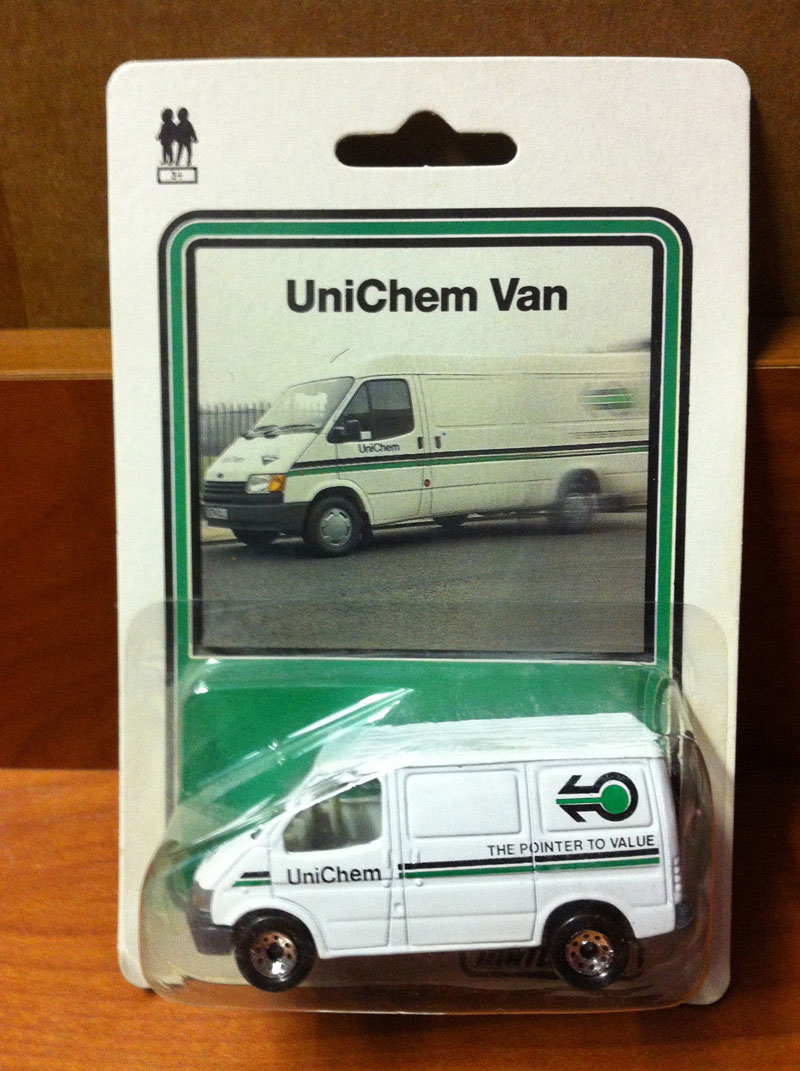 3+
UniChem Van
UniChem
THE POINTER TO VALUE
UniChem